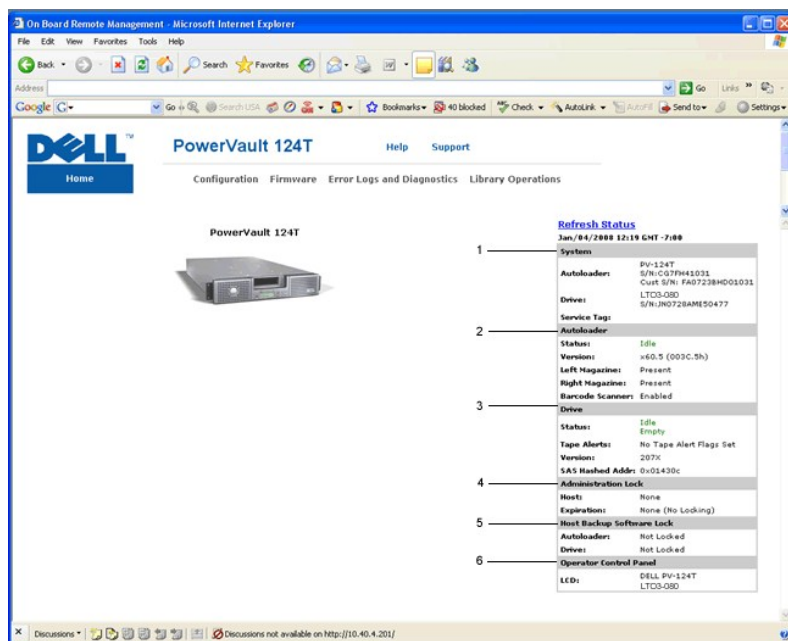 On Board Remote Management - Microsoft Internet Explorer
File Edit View Favorites Tools Help
Back Search Favorites
Address Go Links »
Google G Go Search USA Bookmarks 40 blocked Check AutoLink AutoFill Send to Settings
DELL™ PowerVault 124T Help Support
Home Configuration Firmware Error Logs and Diagnostics Library Operations
PowerVault 124T
Refresh Status
Jan/04/2008 12:19 GMT -7:00
1 System
Autoloader: PV-124T
S/N:CG7FH41031
Cust S/N: FA0723BHD01031
Drive: LTO3-080
S/N:JN0728AME50477
Service Tag:
2 Autoloader
Status: Idle
Version: x60.5 (003C.5h)
Left Magazine: Present
Right Magazine: Present
Barcode Scanner: Enabled
3 Drive
Status: Idle
Empty
Tape Alerts: No Tape Alert Flags Set
Version: 207X
SAS Hashed Addr: 0x01430c
4 Administration Lock
Host: None
Expiration: None (No Locking)
5 Host Backup Software Lock
Autoloader: Not Locked
Drive: Not Locked
6 Operator Control Panel
LCD: DELL PV-124T
LTO3-080
Discussions Discussions not available on http://10.40.4.201/